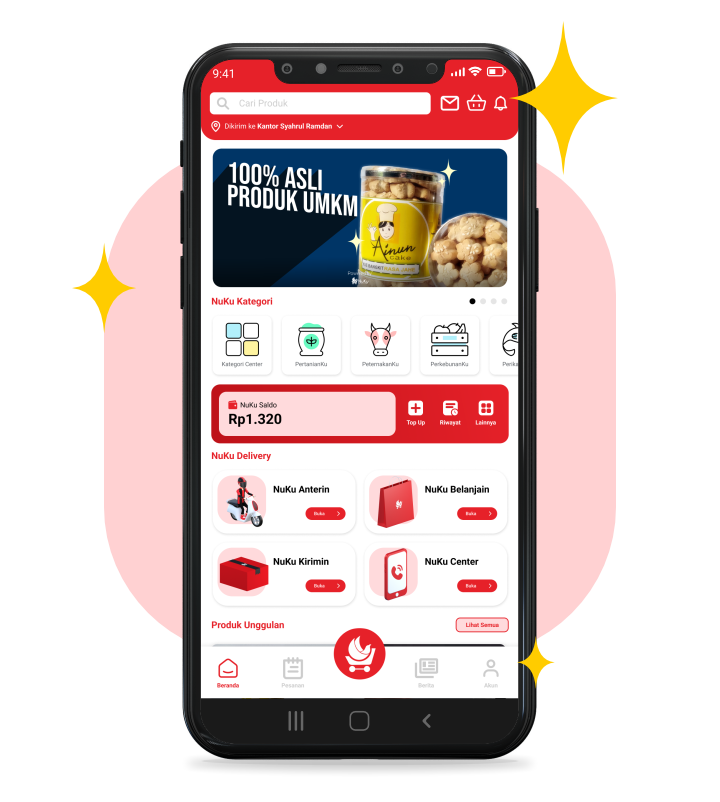 9:41
Cari Produk
Dikirim ke Kantor Syahrul Ramdan
100% ASLI
PRODUK UMKM
Ainun
Cake
NuKu Kategori
Kategori Center
PertanianKu
PeternakanKu
PerkebunanKu
Perika
NuKu Saldo
Rp1.320
Top Up
Riwayat
Lainnya
NuKu Delivery
NuKu Anterin
Buka
NuKu Belanjain
Buka
NuKu Kirimin
Buka
NuKu Center
Buka
Produk Unggulan
Lihat Semua
Beranda
Pesanan
Berita
Akun